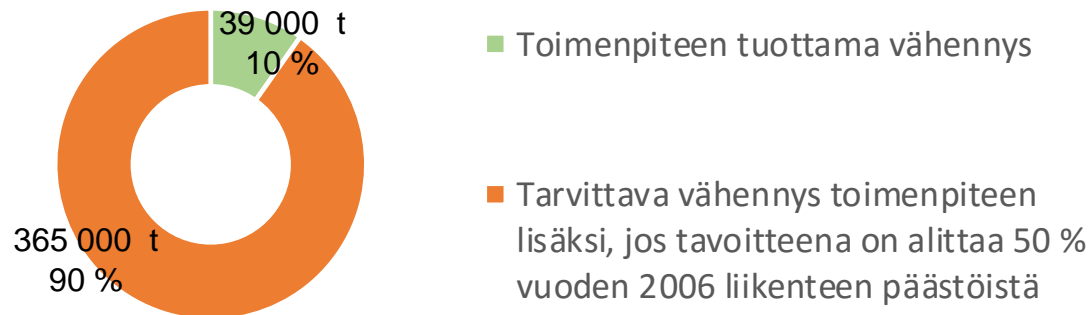 39 000 t
10 %
Toimenpiteen tuottama vähennys
365 000 t
90 %
Tarvittava vähennys toimenpiteen
lisäksi, jos tavoitteena on alittaa 50 %
vuoden 2006 liikenteen päästöistä